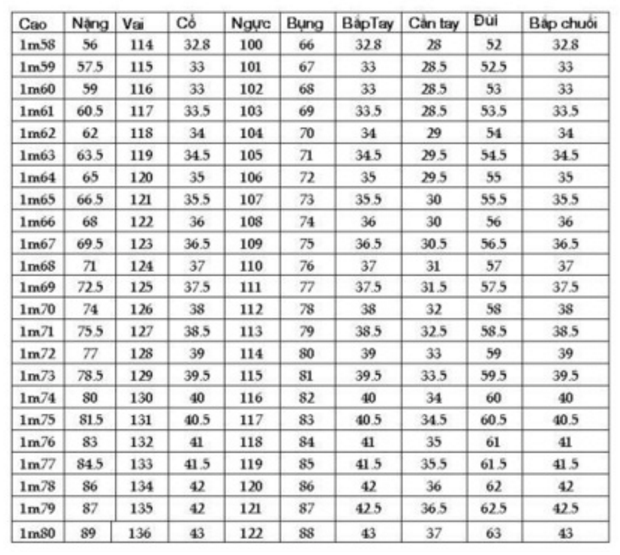 Cao Nặng Vai Cổ Ngực Bụng BắpTay Cẳn tay Đùi Bắp chuối
1m58 56 114 32.8 100 66 32.8 28 52 32.8
1m59 57.5 115 33 101 67 33 28.5 52.5 33
1m60 59 116 33 102 68 33 28.5 53 33
1m61 60.5 117 33.5 103 69 33.5 28.5 53.5 33.5
1m62 62 118 34 104 70 34 29 54 34
1m63 63.5 119 34.5 105 71 34.5 29.5 54.5 34.5
1m64 65 120 35 106 72 35 29.5 55 35
1m65 66.5 121 35.5 107 73 35.5 30 55.5 35.5
1m66 68 122 36 108 74 36 30 56 36
1m67 69.5 123 36.5 109 75 36.5 30.5 56.5 36.5
1m68 71 124 37 110 76 37 31 57 37
1m69 72.5 125 37.5 111 77 37.5 31.5 57.5 37.5
1m70 74 126 38 112 78 38 32 58 38
1m71 75.5 127 38.5 113 79 38.5 32.5 58.5 38.5
1m72 77 128 39 114 80 39 33 59 39
1m73 78.5 129 39.5 115 81 39.5 33.5 59.5 39.5
1m74 80 130 40 116 82 40 34 60 40
1m75 81.5 131 40.5 117 83 40.5 34.5 60.5 40.5
1m76 83 132 41 118 84 41 35 61 41
1m77 84.5 133 41.5 119 85 41.5 35.5 61.5 41.5
1m78 86 134 42 120 86 42 36 62 42
1m79 87 135 42 121 87 42.5 36.5 62.5 42.5
1m80 89 136 43 122 88 43 37 63 43